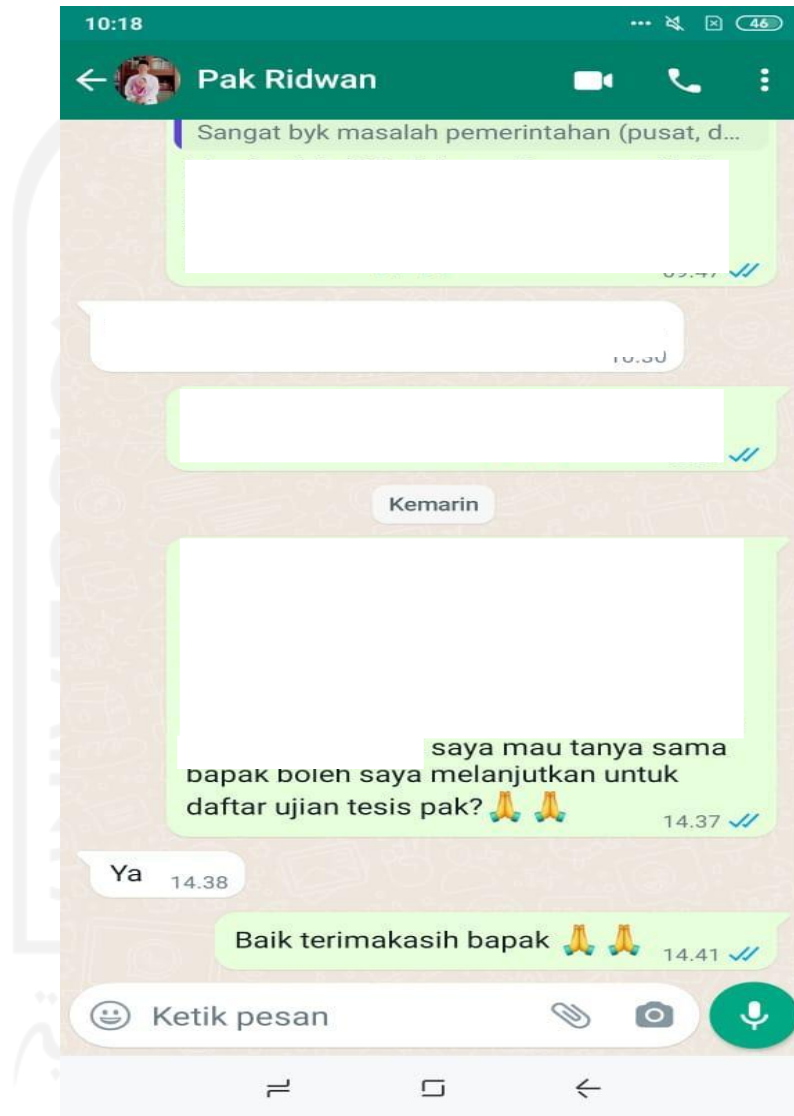 10:18
46
Pak Ridwan
Sangat byk masalah pemerintahan (pusat, d...
Kemarin
saya mau tanya sama
bapak boleh saya melanjutkan untuk
daftar ujian tesis pak?🙏 🙏
14.37
Ya 14.38
Baik terimakasih bapak 🙏 🙏 14.41
Ketik pesan